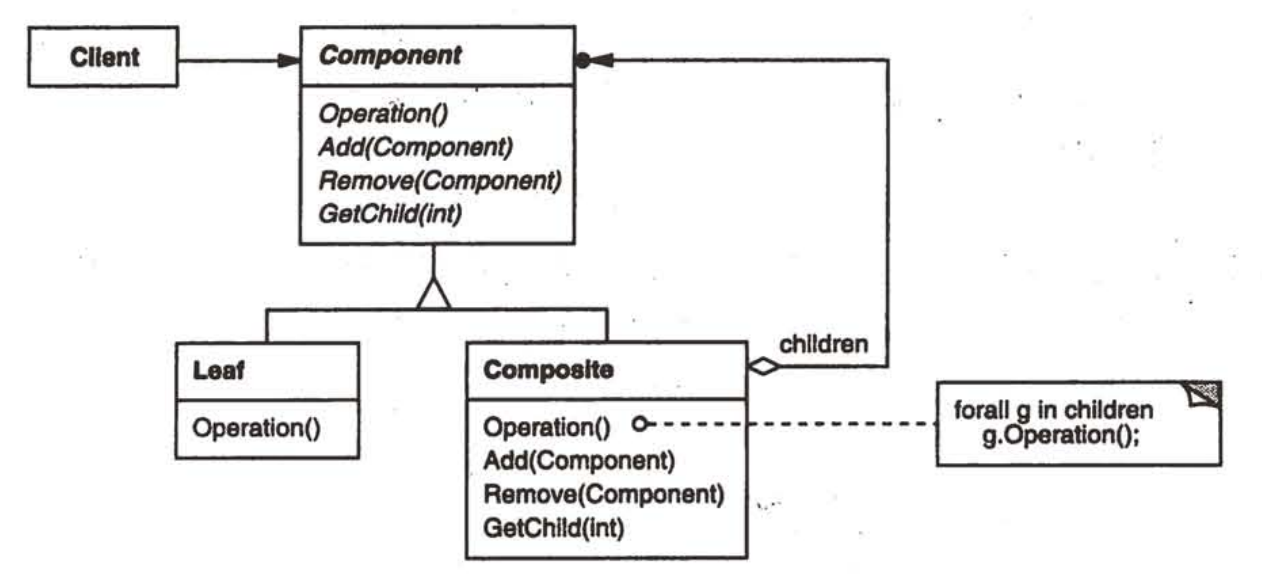 Client
Component
Operation()
Add(Component)
Remove(Component)
GetChild(int)
Leaf
Operation()
Composite
Operation()
Add(Component)
Remove(Component)
GetChild(int)
children
forall g in children
g.Operation();